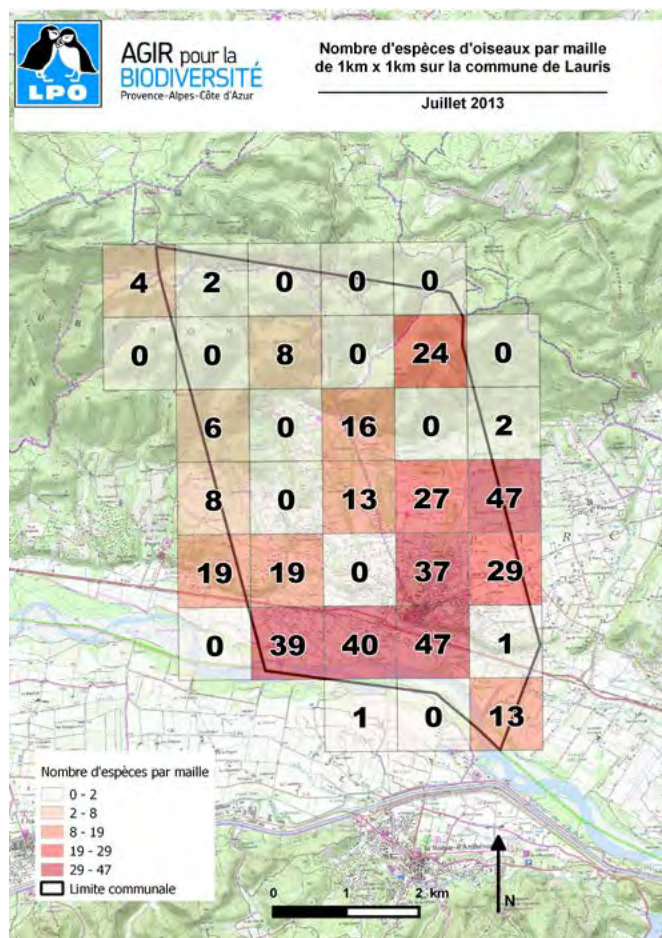 LPO
AGIR pour la
BIODIVERSITÉ
Provence-Alpes-Côte d'Azur
Nombre d'espèces d'oiseaux par maille
de 1km x 1km sur la commune de Lauris
Juillet 2013
4 2 0 0 0
0 0 8 0 24 0
6 0 16 0 2
8 0 13 27 47
19 19 0 37 29
0 39 40 47 1
1 0 13
Nombre d'espèces par maille
0 - 2
2 - 8
8 - 19
19 - 29
29 - 47
Limite communale
0 1 2 km
N